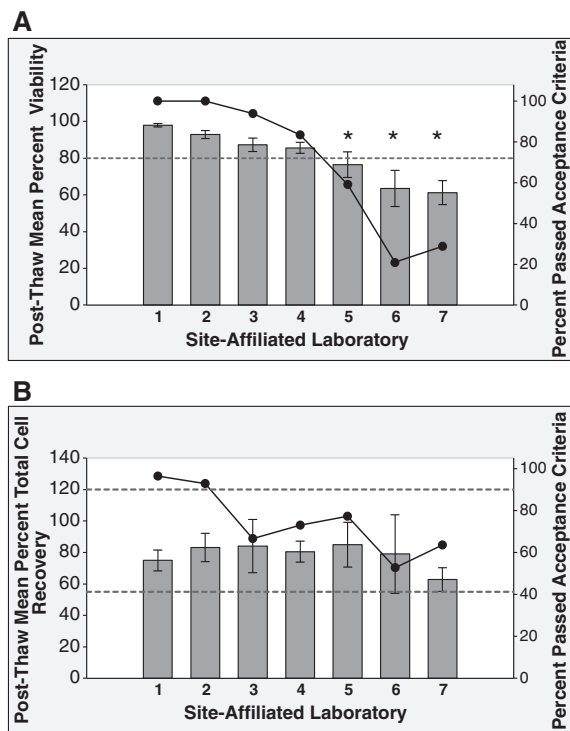 A
Post-Thaw Mean Percent Viability
120
100
80
60
40
20
0
* * *
100
80
60
40
20
0
Percent Passed Acceptance Criteria
1 2 3 4 5 6 7
Site-Affiliated Laboratory
B
Post-Thaw Mean Percent Total Cell
Recovery
140
120
100
80
60
40
20
0
100
80
60
40
20
0
Percent Passed Acceptance Criteria
1 2 3 4 5 6 7
Site-Affiliated Laboratory